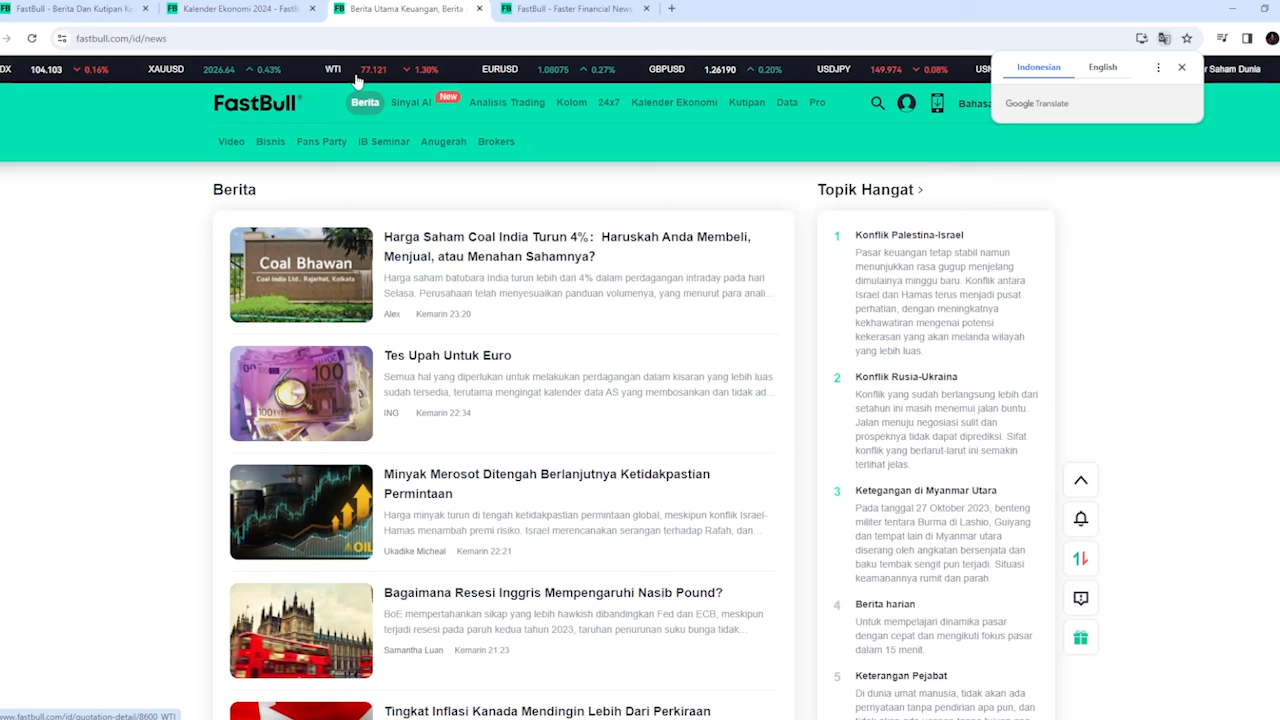 FastBull - Berita Dan Kutipan K
Kalender Ekonomi 2024 - FastB
Berita Utama Keuangan, Berita
FastBull - Faster Financial News
fastbull.com/id/news
DX 104.103 0.16% XAUUSD 2026.64 0.43% WTI 77.121 1.30% EURUSD 1.08075 0.27% GBPUSD 1.26190 0.20% USDJPY 149.974 0.08% USN
r Saham Dunia
Indonesian English
Google Translate
FastBull
Berita Sinyal AI New Analisis Trading Kolom 24x7 Kalender Ekonomi Kutipan Data Pro
Bahasa
Video Bisnis Fans Party IB Seminar Anugerah Brokers
Berita
Coal Bhawan
Coal India Ltd., Rajarhat, Kolkata
Harga Saham Coal India Turun 4%: Haruskah Anda Membeli,
Menjual, atau Menahan Sahamnya?
Harga saham batubara India turun lebih dari 4% dalam perdagangan intraday pada hari
Selasa. Perusahaan telah menyesuaikan panduan volumenya, yang menurut para anali...
Alex Kemarin 23:20
100
Tes Upah Untuk Euro
Semua hal yang diperlukan untuk melakukan perdagangan dalam kisaran yang lebih luas
sudah tersedia, terutama mengingat kalender data AS yang membosankan dan tidak ad...
ING Kemarin 22:34
OIL
Minyak Merosot Ditengah Berlanjutnya Ketidakpastian
Permintaan
Harga minyak turun di tengah ketidakpastian permintaan global, meskipun konflik Israel-
Hamas menambah premi risiko. Israel merencanakan serangan terhadap Rafah, dan...
Ukadike Micheal Kemarin 22:21
Bagaimana Resesi Inggris Mempengaruhi Nasib Pound?
BoE mempertahankan sikap yang lebih hawkish dibandingkan Fed dan ECB, meskipun
terjadi resesi pada paruh kedua tahun 2023, taruhan penurunan suku bunga tidak...
Samantha Luan Kemarin 21:23
Tingkat Inflasi Kanada Mendingin Lebih Dari Perkiraan
Topik Hangat >
1 Konflik Palestina-Israel
Pasar keuangan tetap stabil namun
menunjukkan rasa gugup menjelang
dimulainya minggu baru. Konflik antara
Israel dan Hamas terus menjadi pusat
perhatian, dengan meningkatnya
kekhawatiran mengenai potensi
kekerasan yang akan melanda wilayah
yang lebih luas.
2 Konflik Rusia-Ukraina
Konflik yang sudah berlangsung lebih dari
setahun ini masih menemui jalan buntu.
Jalan menuju negosiasi sulit dan
prospeknya tidak dapat diprediksi. Sifat
konflik yang berlarut-larut ini semakin
terlihat jelas.
3 Ketegangan di Myanmar Utara
Pada tanggal 27 Oktober 2023, benteng
militer tentara Burma di Lashio, Guiyang
dan tempat lain di Myanmar utara
diserang oleh angkatan bersenjata dan
baku tembak sengit pun terjadi. Situasi
keamanannya rumit dan parah.
4 Berita harian
Untuk mempelajari dinamika pasar
dengan cepat dan mengikuti fokus pasar
dalam 15 menit.
5 Keterangan Pejabat
Di dunia umat manusia, tidak akan ada
pernyataan tanpa pendirian apa pun, dan
www.fastbull.com/id/quotation-detail/8600_WTI